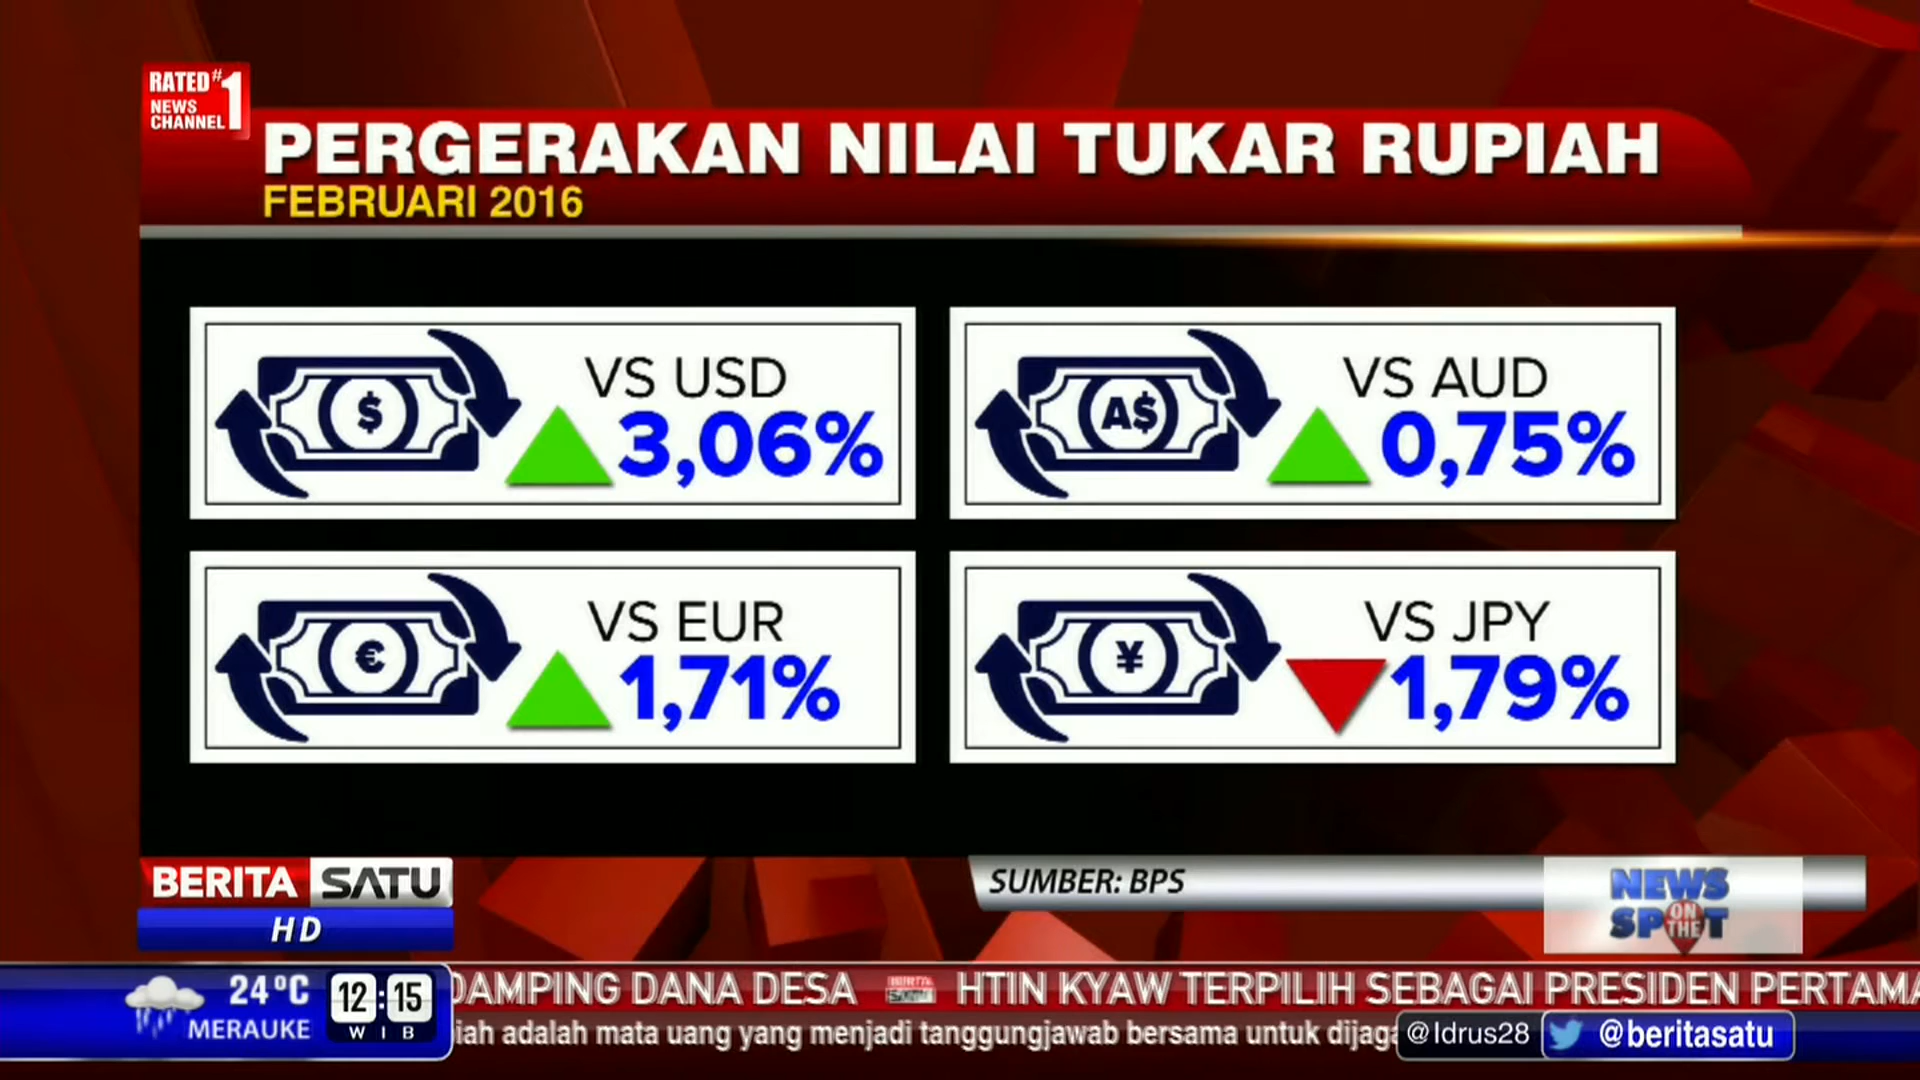 RATED #1
NEWS
CHANNEL
PERGERAKAN NILAI TUKAR RUPIAH
FEBRUARI 2016
$
VS USD
3,06%
A$
VS AUD
0,75%
€
VS EUR
1,71%
¥
VS JPY
1,79%
BERITA SATU
HD
SUMBER: BPS
NEWS
ON THE
SPOT
24°C
MERAUKE
12:15
WIB
DAMPING DANA DESA BERITA SATU HTIN KYAW TERPILIH SEBAGAI PRESIDEN PERTAMA
iah adalah mata uang yang menjadi tanggungjawab bersama untuk dijaga
@Idrus28
@beritasatu